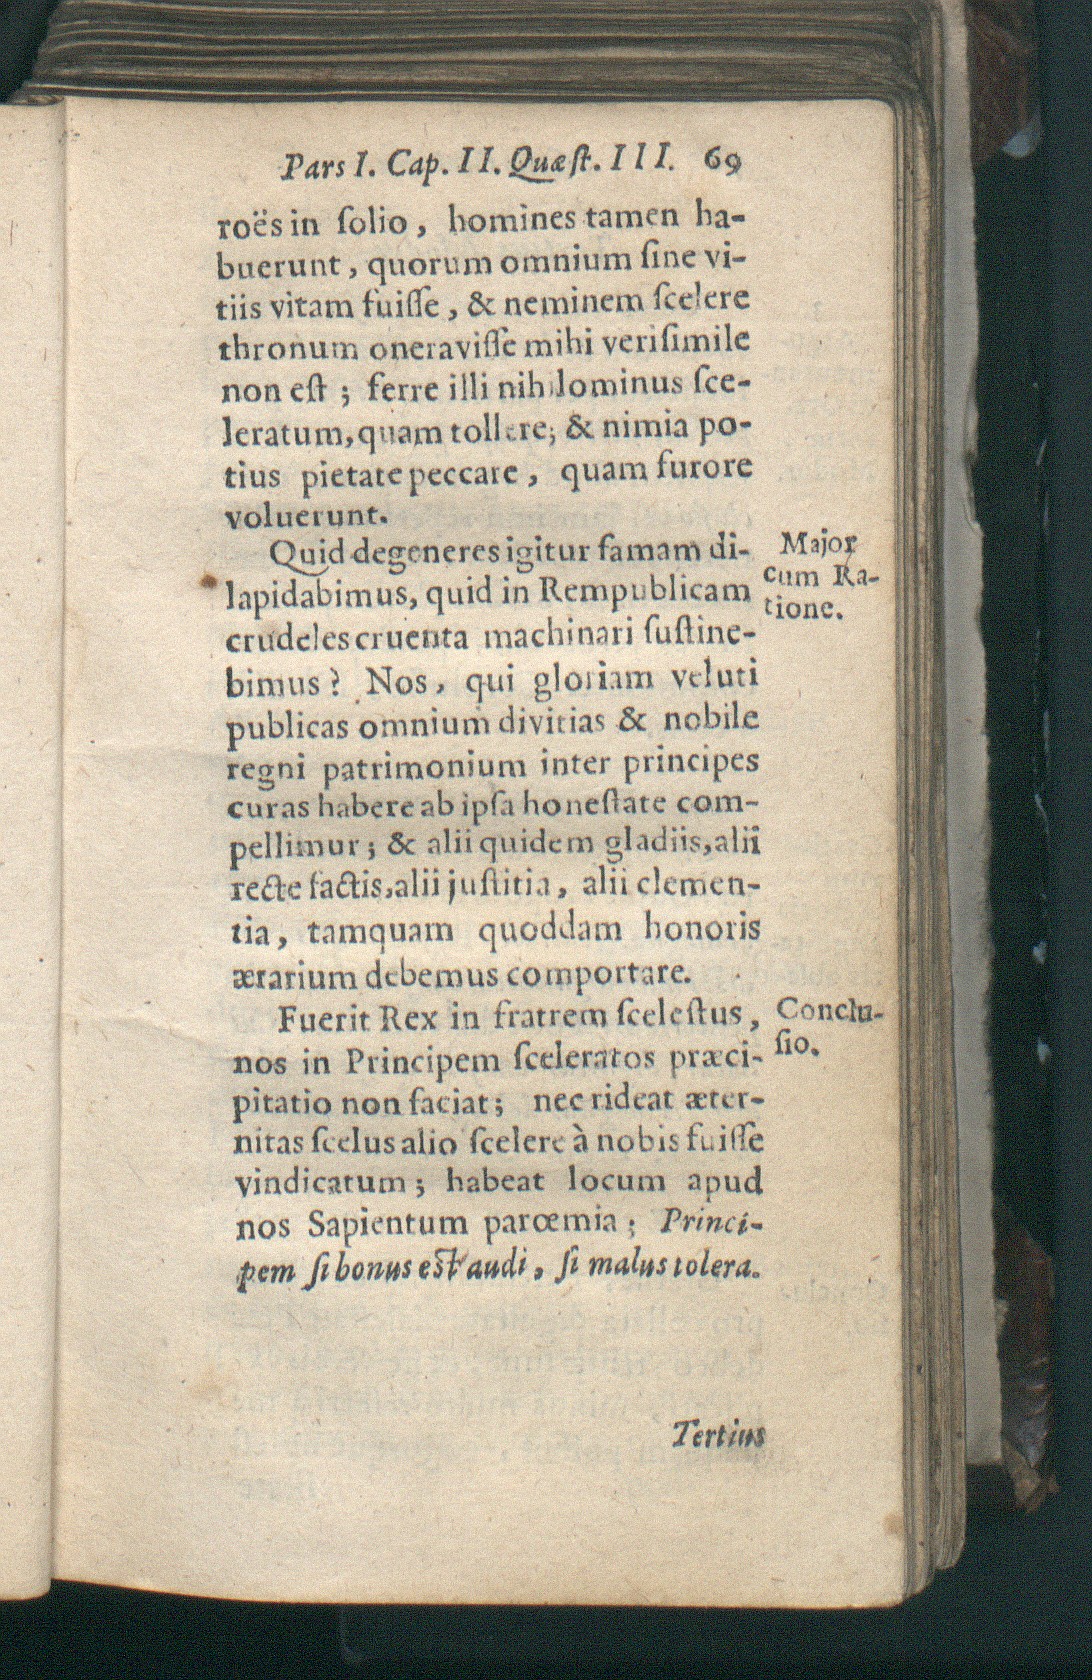 Pars I. Cap. II. Quæſt. III. 69
roës in ſolio, homines tamen ha-
buerunt, quorum omnium ſine vi-
tiis vitam fuiſſe, & neminem ſcelere
thronum oneraviſſe mihi veriſimile
non eſt; ferre illi nihilominus ſce-
leratum, quam tollere; & nimia po-
tius pietate peccare, quam furore
voluerunt.
Quid degeneres igitur famam di-
lapidabimus, quid in Rempublicam
crudeles cruenta machinari ſuſtine-
bimus? Nos, qui gloriam veluti
publicas omnium divitias & nobile
regni patrimonium inter principes
curas habere ab ipſa honeſtate com-
pellimur; & alii quidem gladiis, alii
recte factis, alii juſtitia, alii clemen-
tia, tamquam quoddam honoris
ærarium debemus comportare.
Major
cum Ra-
tione.
Fuerit Rex in fratrem ſceleſtus,
nos in Principem ſceleratos præci-
pitatio non faciat; nec rideat æter-
nitas ſcelus alio ſcelere à nobis fuiſſe
vindicatum; habeat locum apud
nos Sapientum parœmia; Princi-
pem ſi bonus eſt audi, ſi malus tolera.
Conclu-
ſio.
Tertius